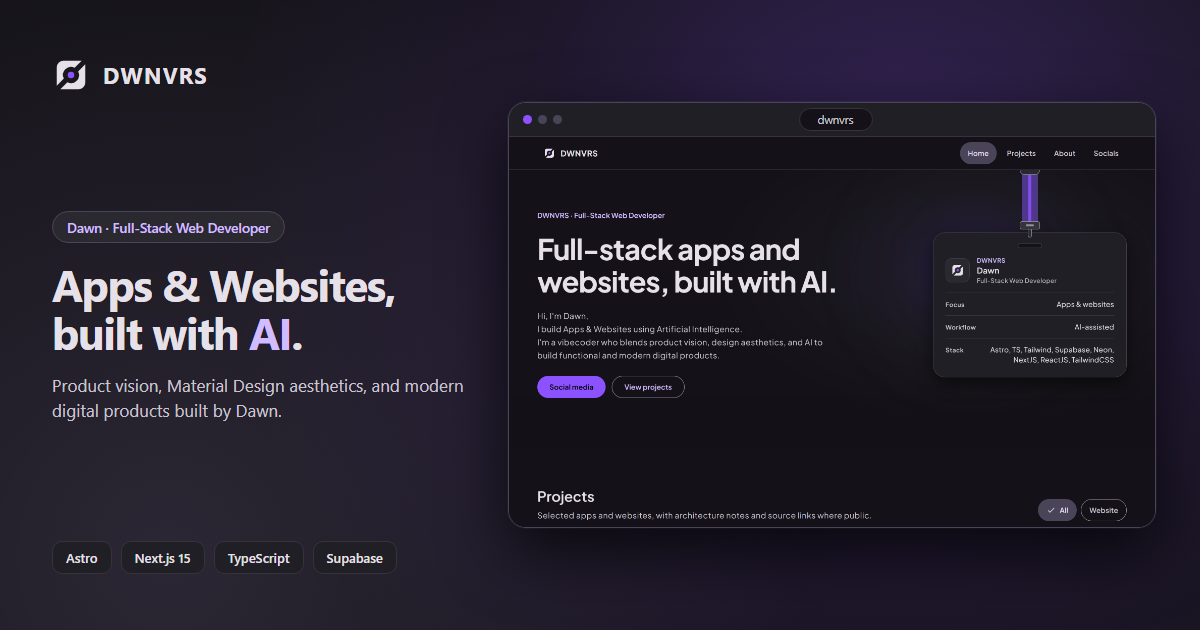 DWNVRS
Dawn · Full-Stack Web Developer
Apps & Websites,
built with AI.
Product vision, Material Design aesthetics, and modern
digital products built by Dawn.
Astro
Next.js 15
TypeScript
Supabase
dwnvrs
DWNVRS
Home
Projects
About
Socials
DWNVRS · Full-Stack Web Developer
Full-stack apps and
websites, built with AI.
Hi, I'm Dawn.
I build Apps & Websites using Artificial Intelligence.
I'm a vibecoder who blends product vision, design aesthetics, and AI to
build functional and modern digital products.
Social media
View projects
DWNVRS
Dawn
Full-Stack Web Developer
Focus Apps & websites
Workflow AI-assisted
Stack Astro, TS, Tailwind, Supabase, Neon,
NextJS, ReactJS, TailwindCSS
Projects
Selected apps and websites, with architecture notes and source links where public.
All
Website